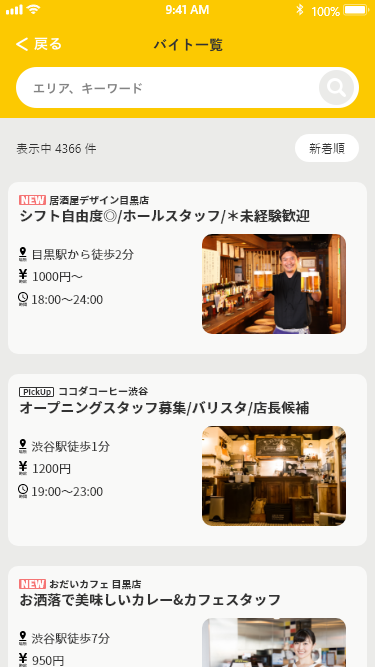 9:41 AM 100%
戻る バイト一覧
エリア、キーワード
表示中 4366 件 新着順
NEW 居酒屋デザイン目黒店
シフト自由度◎/ホールスタッフ/＊未経験歓迎
目黒駅から徒歩2分
1000円〜
18:00〜24:00
PickUp ココダコーヒー渋谷
オープニングスタッフ募集/バリスタ/店長候補
渋谷駅徒歩1分
1200円
19:00〜23:00
NEW おだいカフェ 目黒店
お洒落で美味しいカレー&カフェスタッフ
渋谷駅徒歩7分
950円